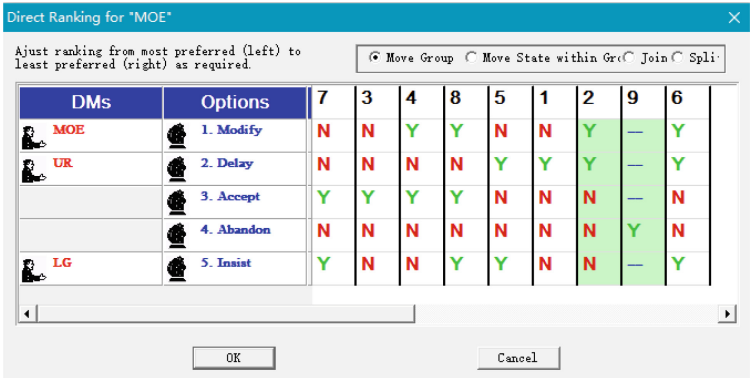 Direct Ranking for "MOE"
Ajust ranking from most preferred (left) to
least preferred (right) as required.
Move Group Move State within Gr Join Spli
DMs Options 7 3 4 8 5 1 2 9 6
MOE 1. Modify N N Y Y N N Y — Y
UR 2. Delay N N N N Y Y Y — Y
3. Accept Y Y Y Y N N N — N
4. Abandon N N N N N N N Y N
LG 5. Insist Y N N Y Y N N — Y
OK Cancel